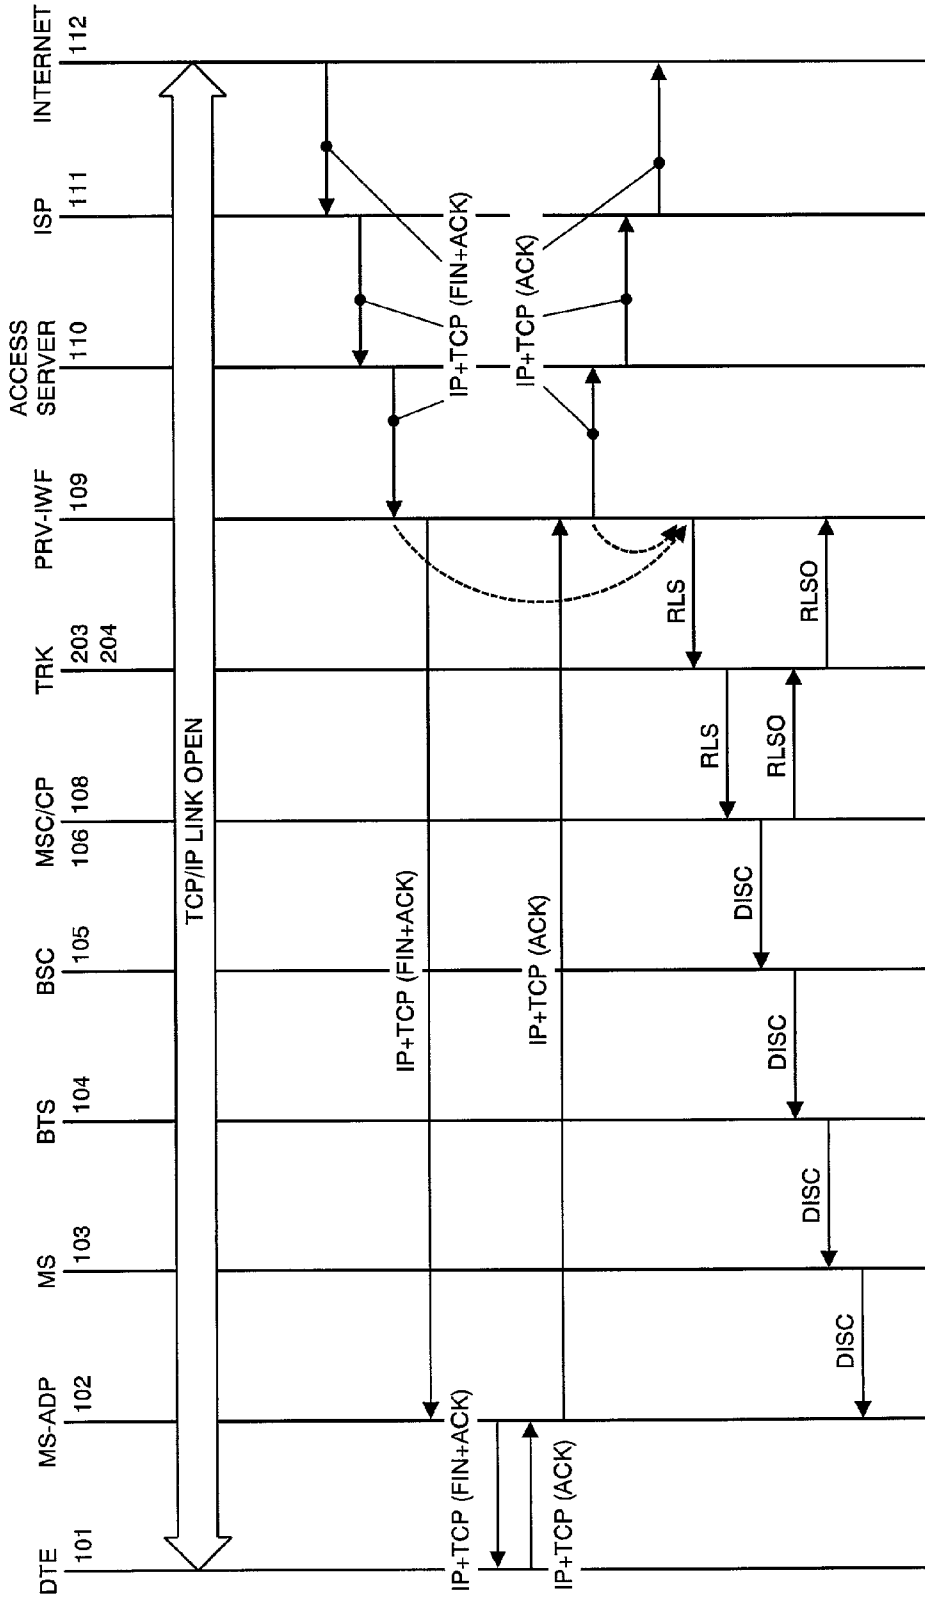 DTE
101
MS-ADP
102
MS
103
BTS
104
BSC
105
MSC/CP
106 108
TRK
203
204
PRV-IWF
109
ACCESS
SERVER
110
ISP
111
INTERNET
112
TCP/IP LINK OPEN
IP+TCP (FIN+ACK)
IP+TCP (FIN+ACK)
IP+TCP (FIN+ACK)
IP+TCP (ACK)
IP+TCP (ACK)
IP+TCP (ACK)
RLS
RLS
DISC
DISC
DISC
DISC
RLSO
RLSO